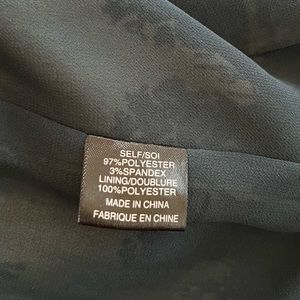 SELF/SOI
97%POLYESTER
3%SPANDEX
LINING/DOUBLURE
100%POLYESTER
MADE IN CHINA
FABRIQUE EN CHINE